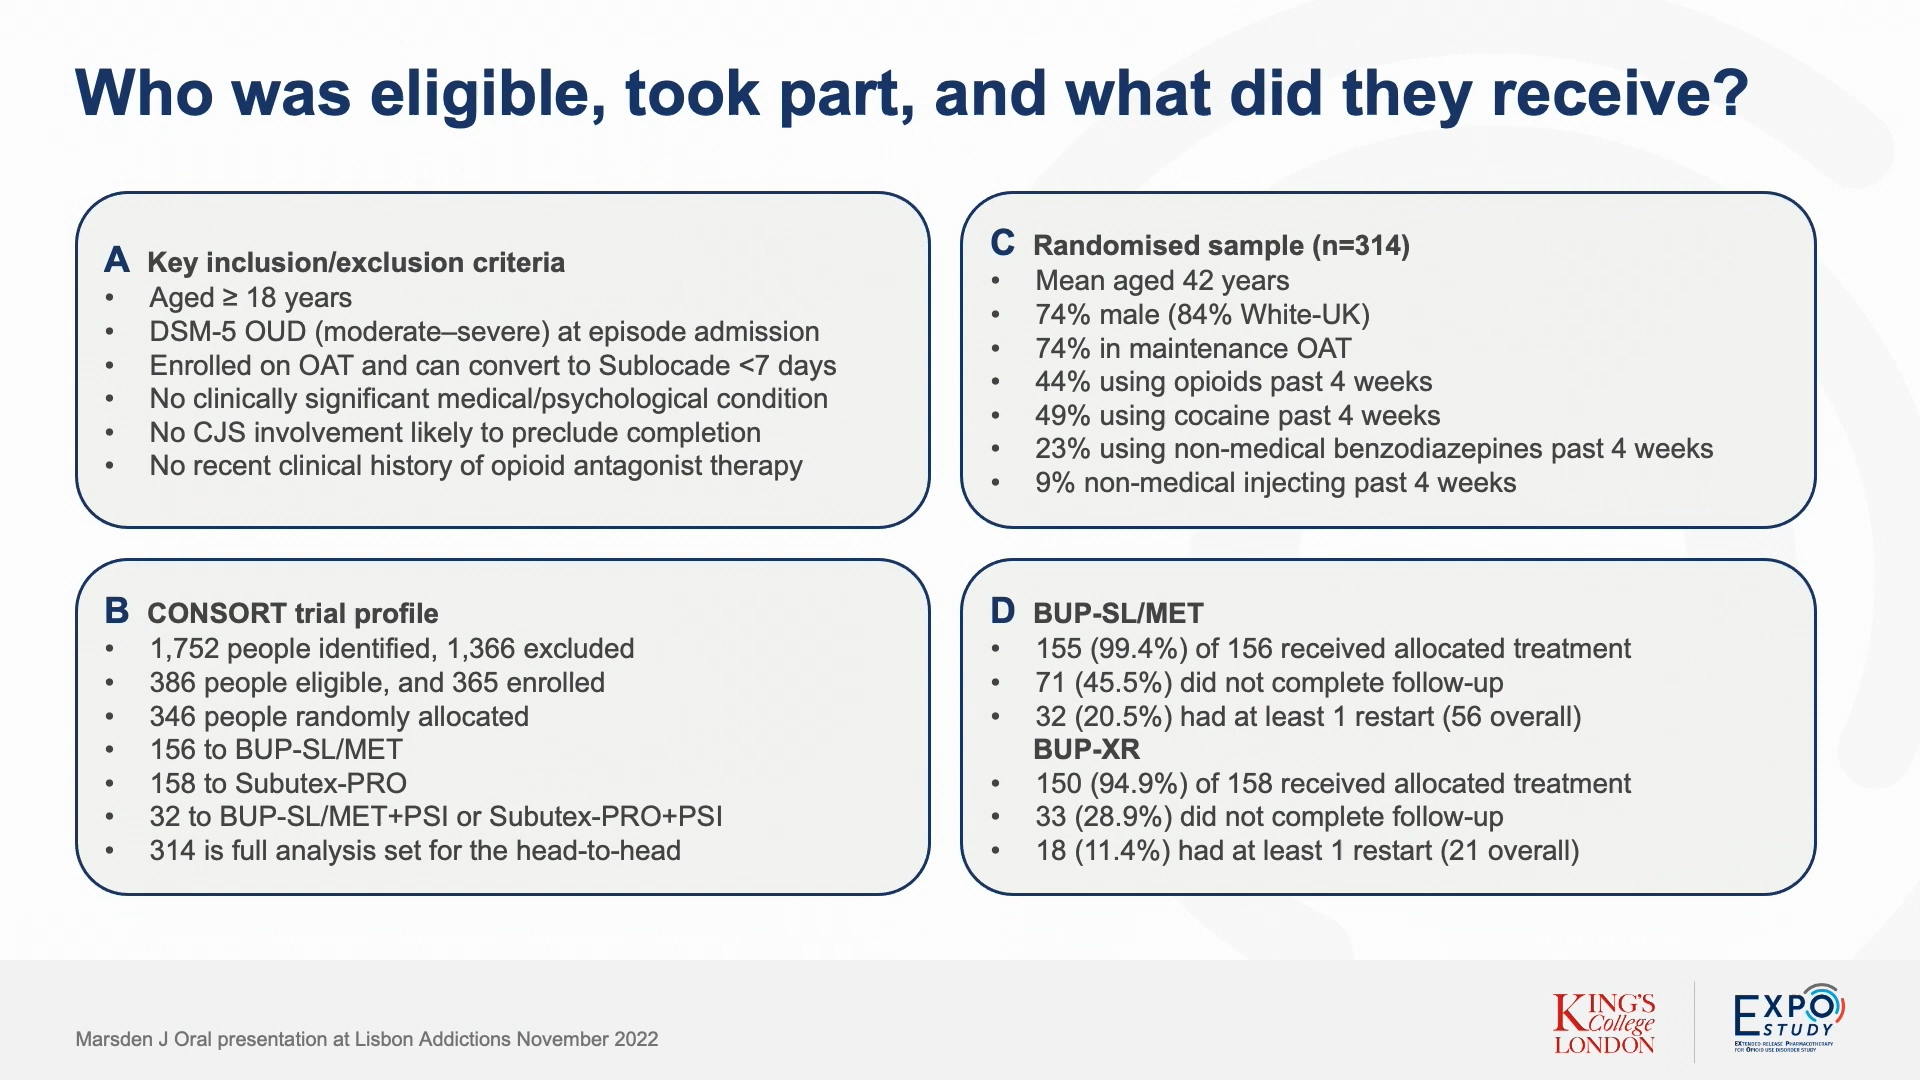 Who was eligible, took part, and what did they receive?
A Key inclusion/exclusion criteria
• Aged ≥ 18 years
• DSM-5 OUD (moderate–severe) at episode admission
• Enrolled on OAT and can convert to Sublocade <7 days
• No clinically significant medical/psychological condition
• No CJS involvement likely to preclude completion
• No recent clinical history of opioid antagonist therapy
B CONSORT trial profile
• 1,752 people identified, 1,366 excluded
• 386 people eligible, and 365 enrolled
• 346 people randomly allocated
• 156 to BUP-SL/MET
• 158 to Subutex-PRO
• 32 to BUP-SL/MET+PSI or Subutex-PRO+PSI
• 314 is full analysis set for the head-to-head
C Randomised sample (n=314)
• Mean aged 42 years
• 74% male (84% White-UK)
• 74% in maintenance OAT
• 44% using opioids past 4 weeks
• 49% using cocaine past 4 weeks
• 23% using non-medical benzodiazepines past 4 weeks
• 9% non-medical injecting past 4 weeks
D BUP-SL/MET
• 155 (99.4%) of 156 received allocated treatment
• 71 (45.5%) did not complete follow-up
• 32 (20.5%) had at least 1 restart (56 overall)
BUP-XR
• 150 (94.9%) of 158 received allocated treatment
• 33 (28.9%) did not complete follow-up
• 18 (11.4%) had at least 1 restart (21 overall)
Marsden J Oral presentation at Lisbon Addictions November 2022
KING'S
College
LONDON
EXPO
STUDY
EXTENDED RELEASE PHARMACOTHERAPY
FOR OPIOID USE DISORDER STUDY